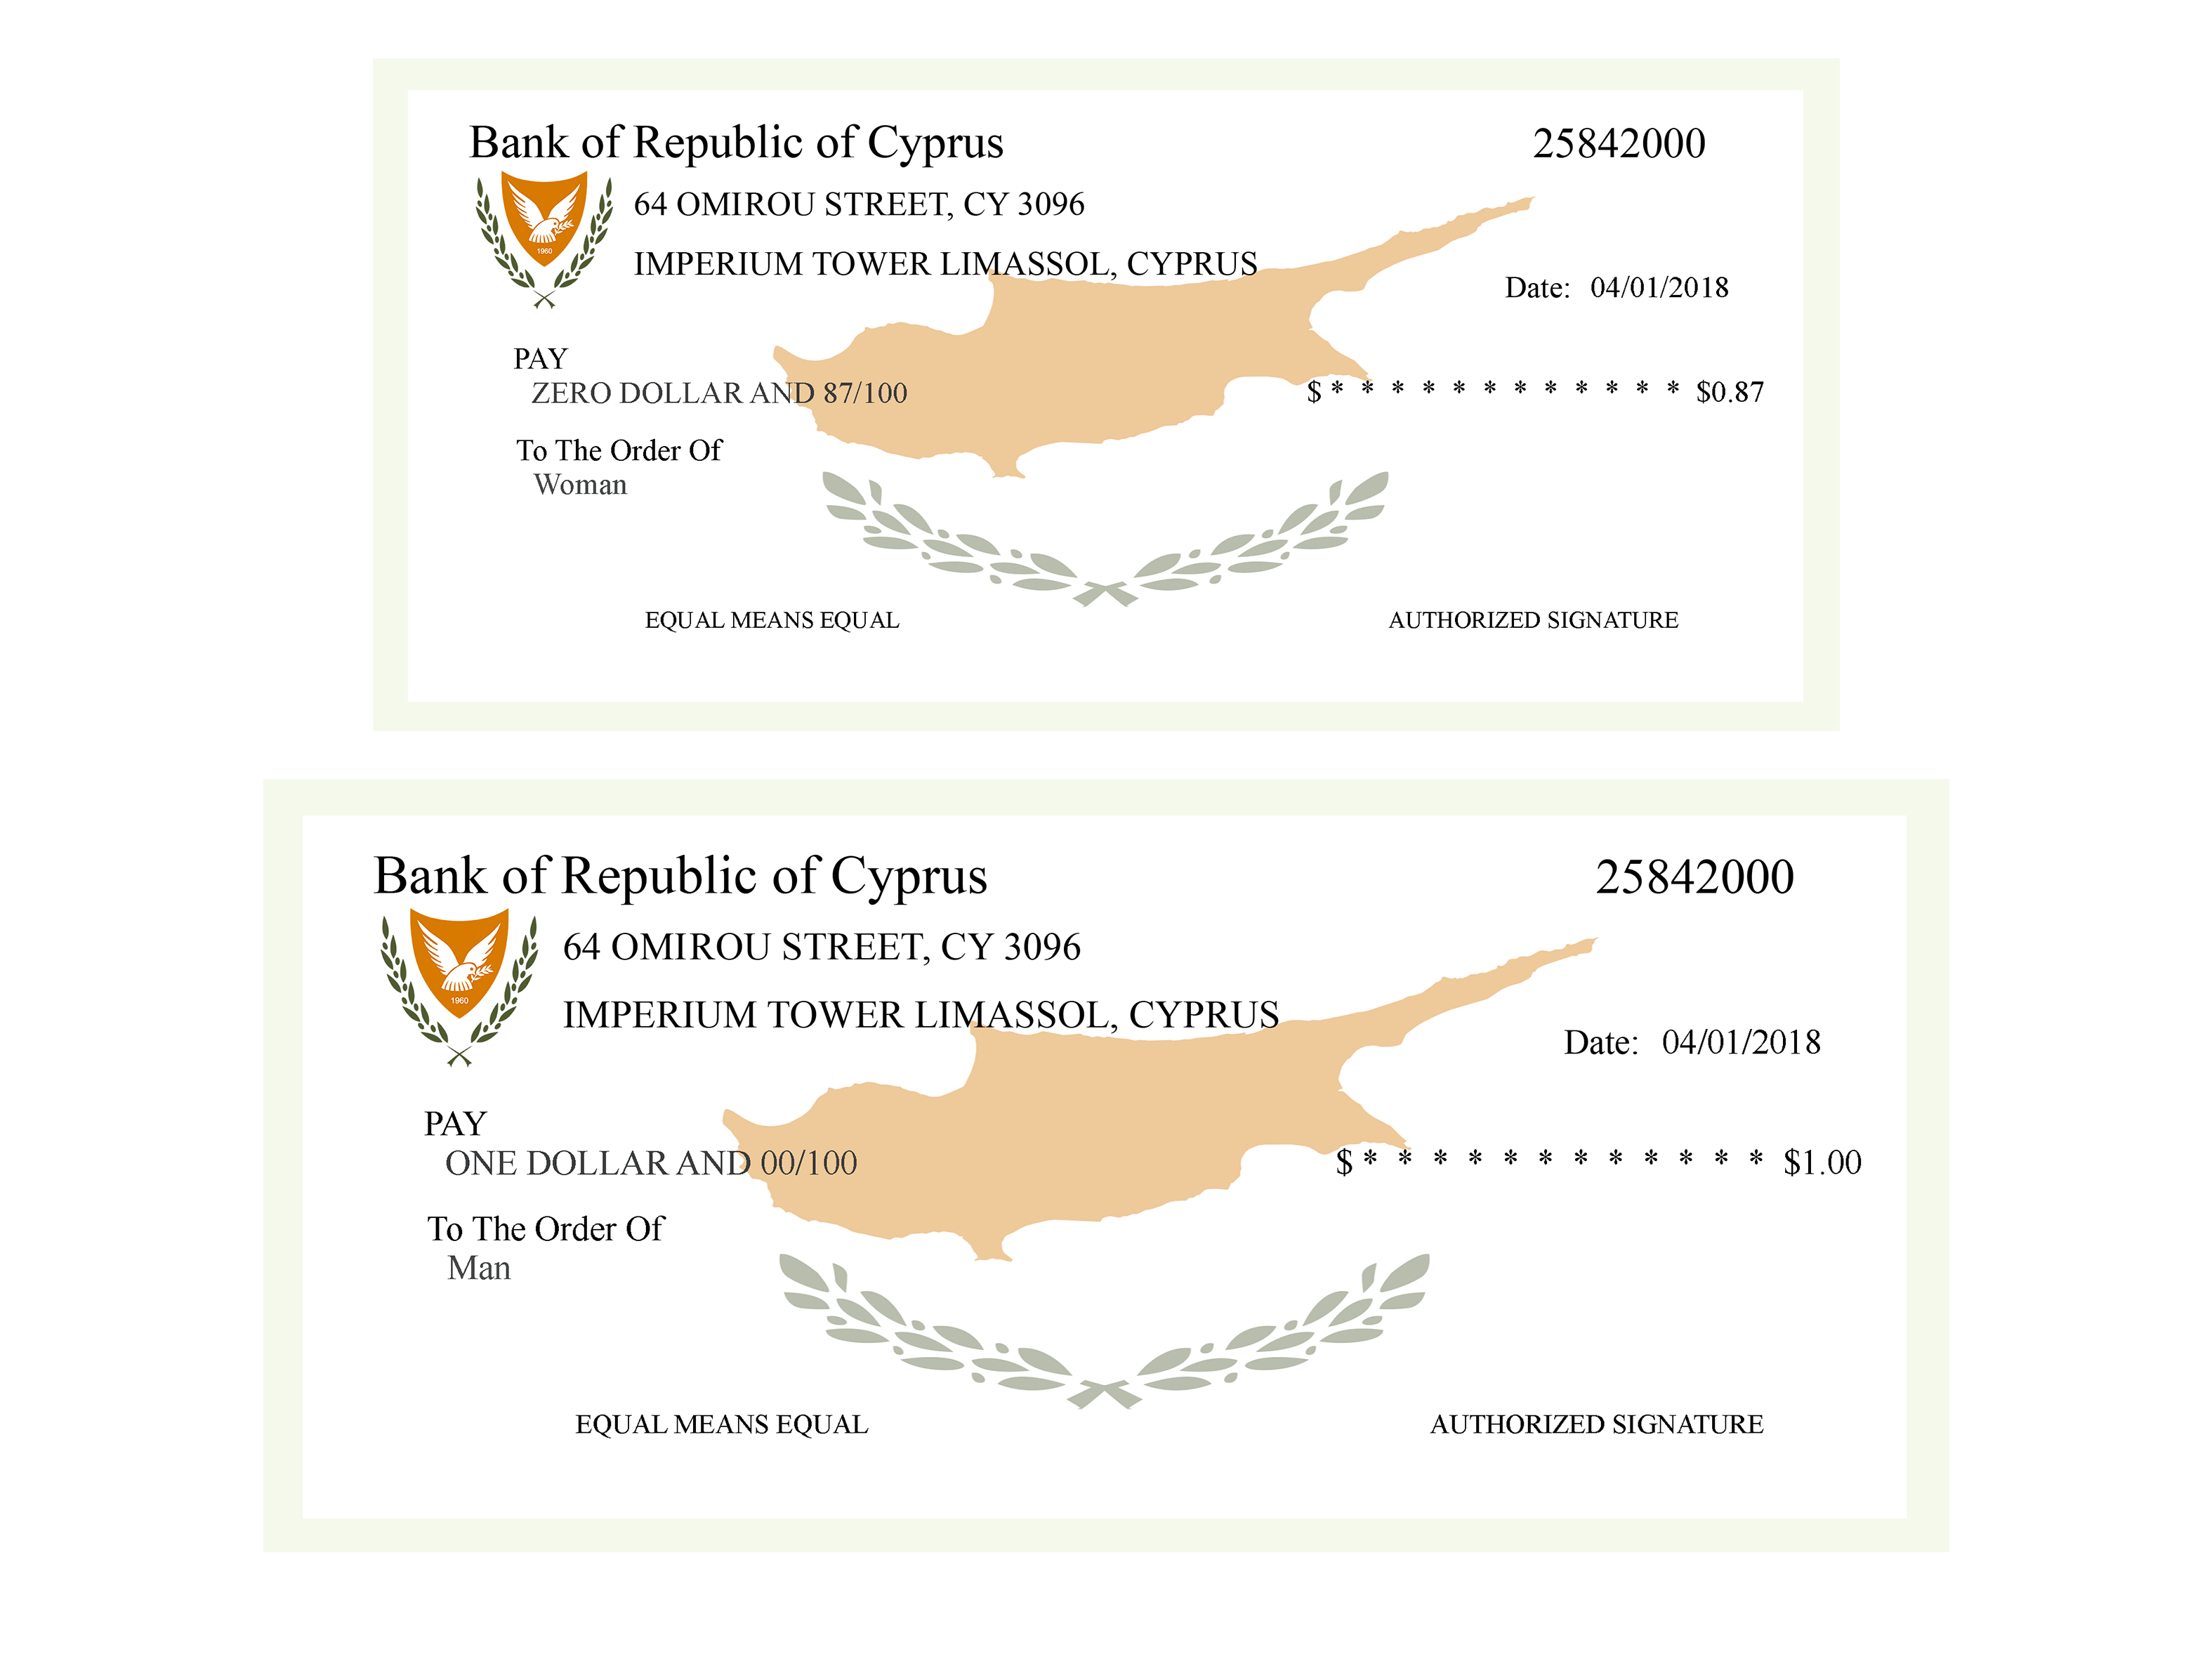 Bank of Republic of Cyprus 25842000
1960
64 OMIROU STREET, CY 3096
IMPERIUM TOWER LIMASSOL, CYPRUS
Date: 04/01/2018
PAY
ZERO DOLLAR AND 87/100 $ * * * * * * * * * * * * $0.87
To The Order Of
Woman
EQUAL MEANS EQUAL AUTHORIZED SIGNATURE
Bank of Republic of Cyprus 25842000
1960
64 OMIROU STREET, CY 3096
IMPERIUM TOWER LIMASSOL, CYPRUS
Date: 04/01/2018
PAY
ONE DOLLAR AND 00/100 $ * * * * * * * * * * * * $1.00
To The Order Of
Man
EQUAL MEANS EQUAL AUTHORIZED SIGNATURE